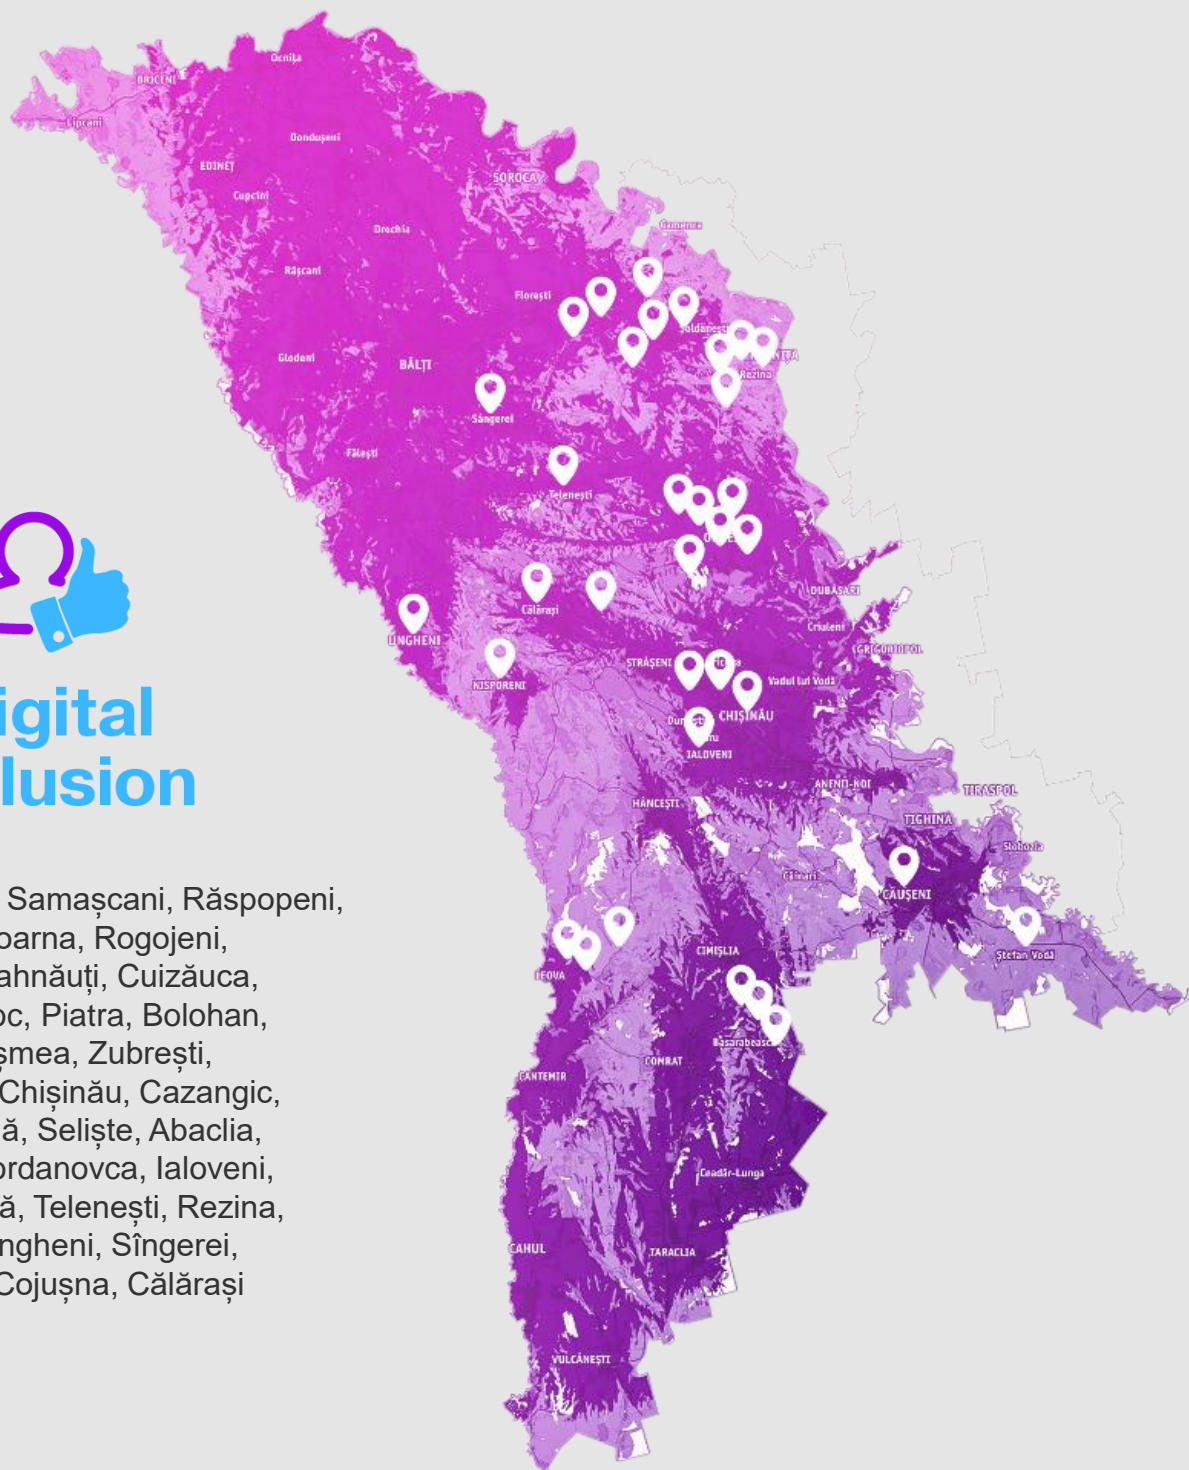 Ocnița
BRICENI
Lipcani
Dondușeni
EDINEȚ
SOROCA
Cupcini
Camenca
Drochia
Râșcani
Florești
Glodeni
BĂLȚI
Rezina
Sângerei
Fălești
Telenești
DUBĂSARI
Călărași
Criuleni
UNGHENI
GRIGORIOPOL
STRĂȘENI
NISPORENI
Vadul lui Vodă
CHIȘINĂU
IALOVENI
ANENII-NOI
TIRASPOL
HÂNCEȘTI
TIGHINA
Slobozia
Căinari
CAUȘENI
CIMIȘLIA
Ștefan Vodă
LEOVA
COMRAT
CANTEMIR
Ceadâr-Lunga
CAHUL
TARACLIA
VULCĂNEȘTI
igital
lusion
Samașcani, Răspopeni,
oarna, Rogojeni,
ahnăuți, Cuizăuca,
oc, Piatra, Bolohan,
șmea, Zubrești,
Chișinău, Cazangic,
ă, Seliște, Abaclia,
ordanovca, Ialoveni,
ă, Telenești, Rezina,
ngheni, Sîngerei,
Cojușna, Călărași